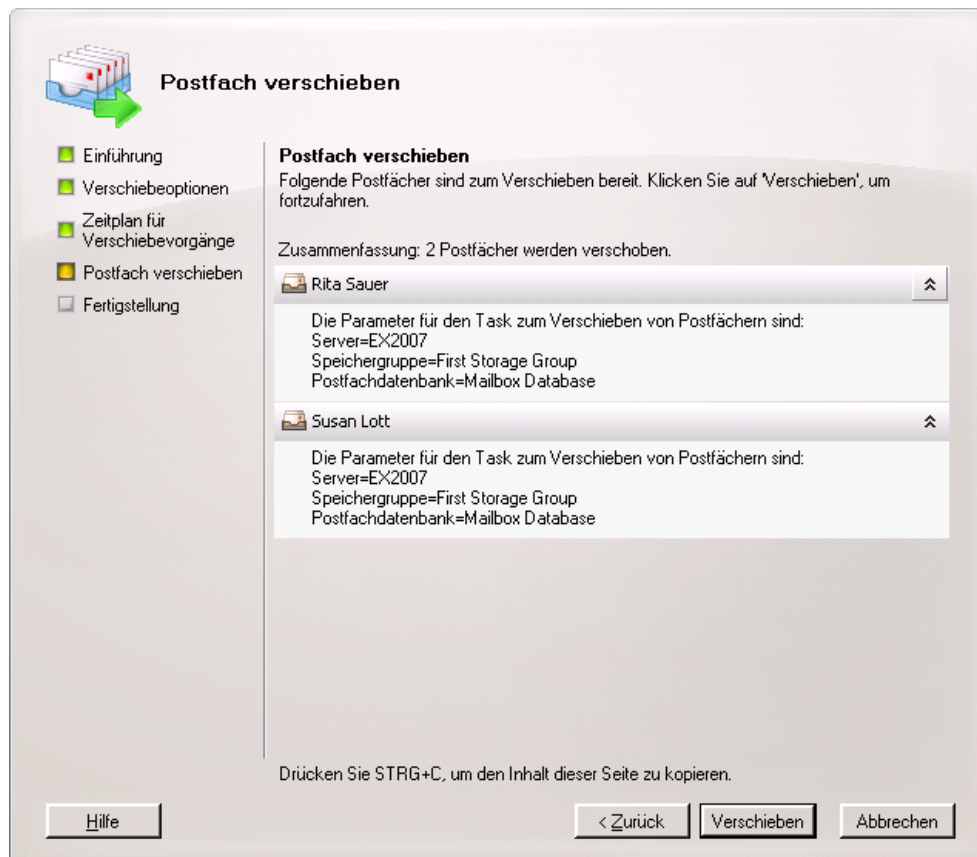 Postfach verschieben
Einführung
Verschiebeoptionen
Zeitplan für
Verschiebevorgänge
Postfach verschieben
Fertigstellung
Postfach verschieben
Folgende Postfächer sind zum Verschieben bereit. Klicken Sie auf 'Verschieben', um
fortzufahren.
Zusammenfassung: 2 Postfächer werden verschoben.
Rita Sauer
Die Parameter für den Task zum Verschieben von Postfächern sind:
Server=EX2007
Speichergruppe=First Storage Group
Postfachdatenbank=Mailbox Database
Susan Lott
Die Parameter für den Task zum Verschieben von Postfächern sind:
Server=EX2007
Speichergruppe=First Storage Group
Postfachdatenbank=Mailbox Database
Drücken Sie STRG+C, um den Inhalt dieser Seite zu kopieren.
Hilfe
< Zurück
Verschieben
Abbrechen